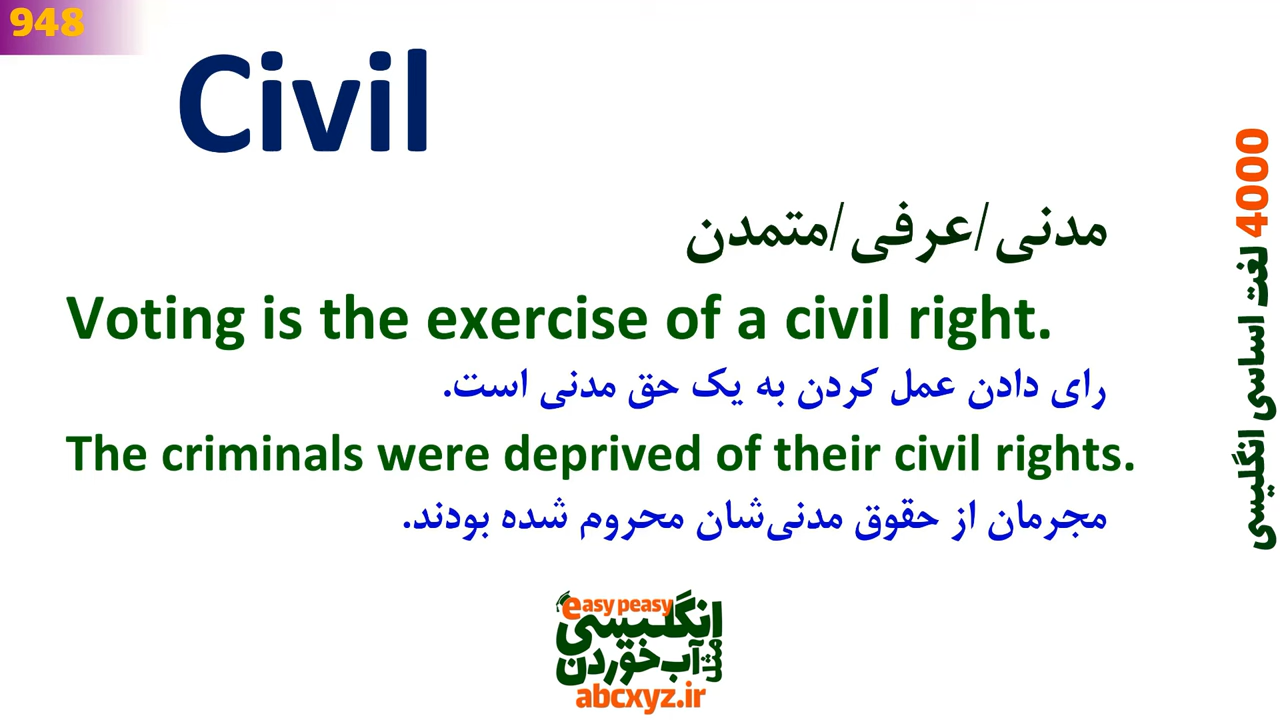 948
Civil
مدنی/عرفی/متمدن
Voting is the exercise of a civil right.
رای دادن عمل کردن به یک حق مدنی است.
The criminals were deprived of their civil rights.
مجرمان از حقوق مدنی‌شان محروم شده بودند.
4000 لغت اساسی انگلیسی
easy peasy
انگلیسی
مثل آب خوردن
abcxyz.ir